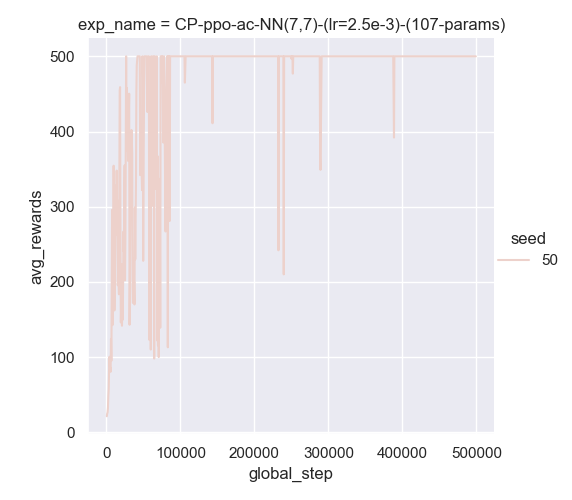 exp_name = CP-ppo-ac-NN(7,7)-(lr=2.5e-3)-(107-params)
500
400
300
200
100
0
avg_rewards
0 100000 200000 300000 400000 500000
global_step
seed
50